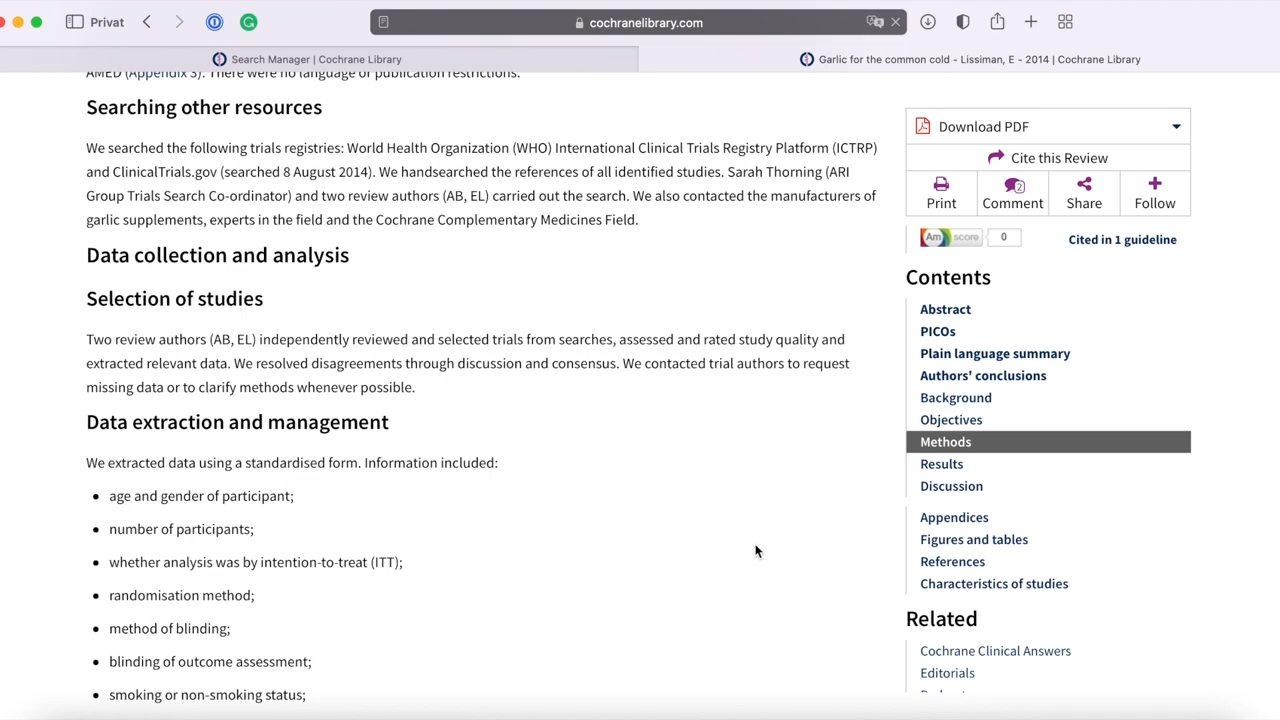 Privat
cochranelibrary.com
Search Manager | Cochrane Library
Garlic for the common cold - Lissiman, E - 2014 | Cochrane Library
AMED (Appendix 3). There were no language or publication restrictions.
Searching other resources
We searched the following trials registries: World Health Organization (WHO) International Clinical Trials Registry Platform (ICTRP)
and ClinicalTrials.gov (searched 8 August 2014). We handsearched the references of all identified studies. Sarah Thorning (ARI
Group Trials Search Co-ordinator) and two review authors (AB, EL) carried out the search. We also contacted the manufacturers of
garlic supplements, experts in the field and the Cochrane Complementary Medicines Field.
Data collection and analysis
Selection of studies
Two review authors (AB, EL) independently reviewed and selected trials from searches, assessed and rated study quality and
extracted relevant data. We resolved disagreements through discussion and consensus. We contacted trial authors to request
missing data or to clarify methods whenever possible.
Data extraction and management
We extracted data using a standardised form. Information included:
• age and gender of participant;
• number of participants;
• whether analysis was by intention-to-treat (ITT);
• randomisation method;
• method of blinding;
• blinding of outcome assessment;
• smoking or non-smoking status;
Download PDF
Cite this Review
Print
2
Comment
Share
Follow
Am score 0
Cited in 1 guideline
Contents
Abstract
PICOs
Plain language summary
Authors' conclusions
Background
Objectives
Methods
Results
Discussion
Appendices
Figures and tables
References
Characteristics of studies
Related
Cochrane Clinical Answers
Editorials